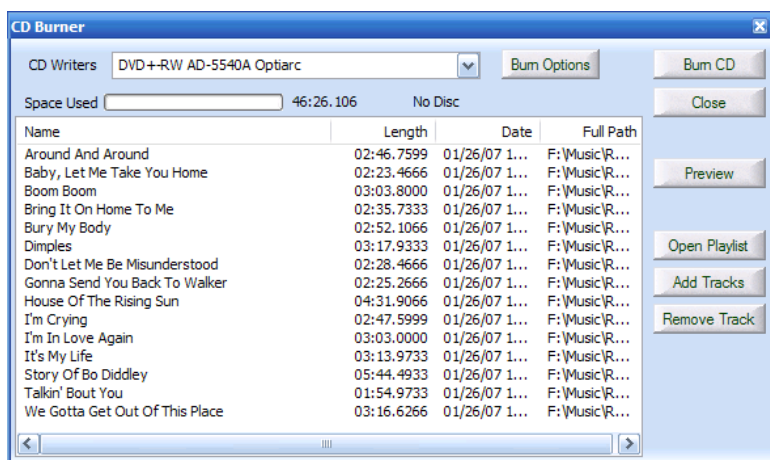 CD Burner
CD Writers DVD+-RW AD-5540A Optiarc Burn Options Burn CD
Space Used 46:26.106 No Disc Close
Name Length Date Full Path
Around And Around 02:46.7599 01/26/07 1... F:\Music\R...
Baby, Let Me Take You Home 02:23.4666 01/26/07 1... F:\Music\R... Preview
Boom Boom 03:03.8000 01/26/07 1... F:\Music\R...
Bring It On Home To Me 02:35.7333 01/26/07 1... F:\Music\R...
Bury My Body 02:52.1066 01/26/07 1... F:\Music\R...
Dimples 03:17.9333 01/26/07 1... F:\Music\R... Open Playlist
Don't Let Me Be Misunderstood 02:28.4666 01/26/07 1... F:\Music\R...
Gonna Send You Back To Walker 02:25.2666 01/26/07 1... F:\Music\R... Add Tracks
House Of The Rising Sun 04:31.9066 01/26/07 1... F:\Music\R...
I'm Crying 02:47.5999 01/26/07 1... F:\Music\R... Remove Track
I'm In Love Again 03:03.0000 01/26/07 1... F:\Music\R...
It's My Life 03:13.9733 01/26/07 1... F:\Music\R...
Story Of Bo Diddley 05:44.4933 01/26/07 1... F:\Music\R...
Talkin' Bout You 01:54.9733 01/26/07 1... F:\Music\R...
We Gotta Get Out Of This Place 03:16.6266 01/26/07 1... F:\Music\R...